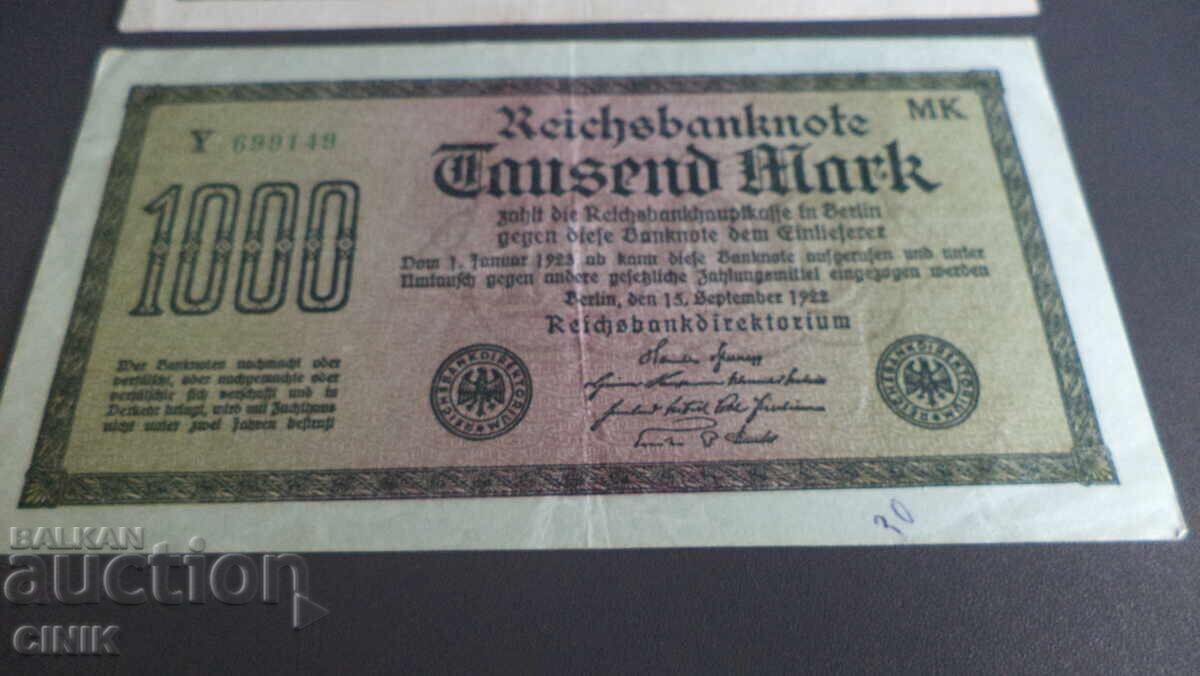 Y 699149
MK
Reichsbanknote
Tausend Mark
1000
zahlt die Reichsbankhauptkasse in Berlin
gegen diese Banknote dem Einlieferer
Vom 1. Januar 1923 ab kann diese Banknote aufgerufen und unter
Umtausch gegen andere gesetzliche Zahlungsmittel eingezogen werden
Berlin, den 15. September 1922
Reichsbankdirektorium
Wer Banknoten nachmacht oder
verfälscht, oder nachgemachte oder
verfälschte sich verschafft und in
Verkehr bringt, wird mit Zuchthaus
nicht unter zwei Jahren bestraft
REICHSBANKDIREKTORIUM
REICHSBANKDIREKTORIUM
30
BALKAN
auction
CINIK